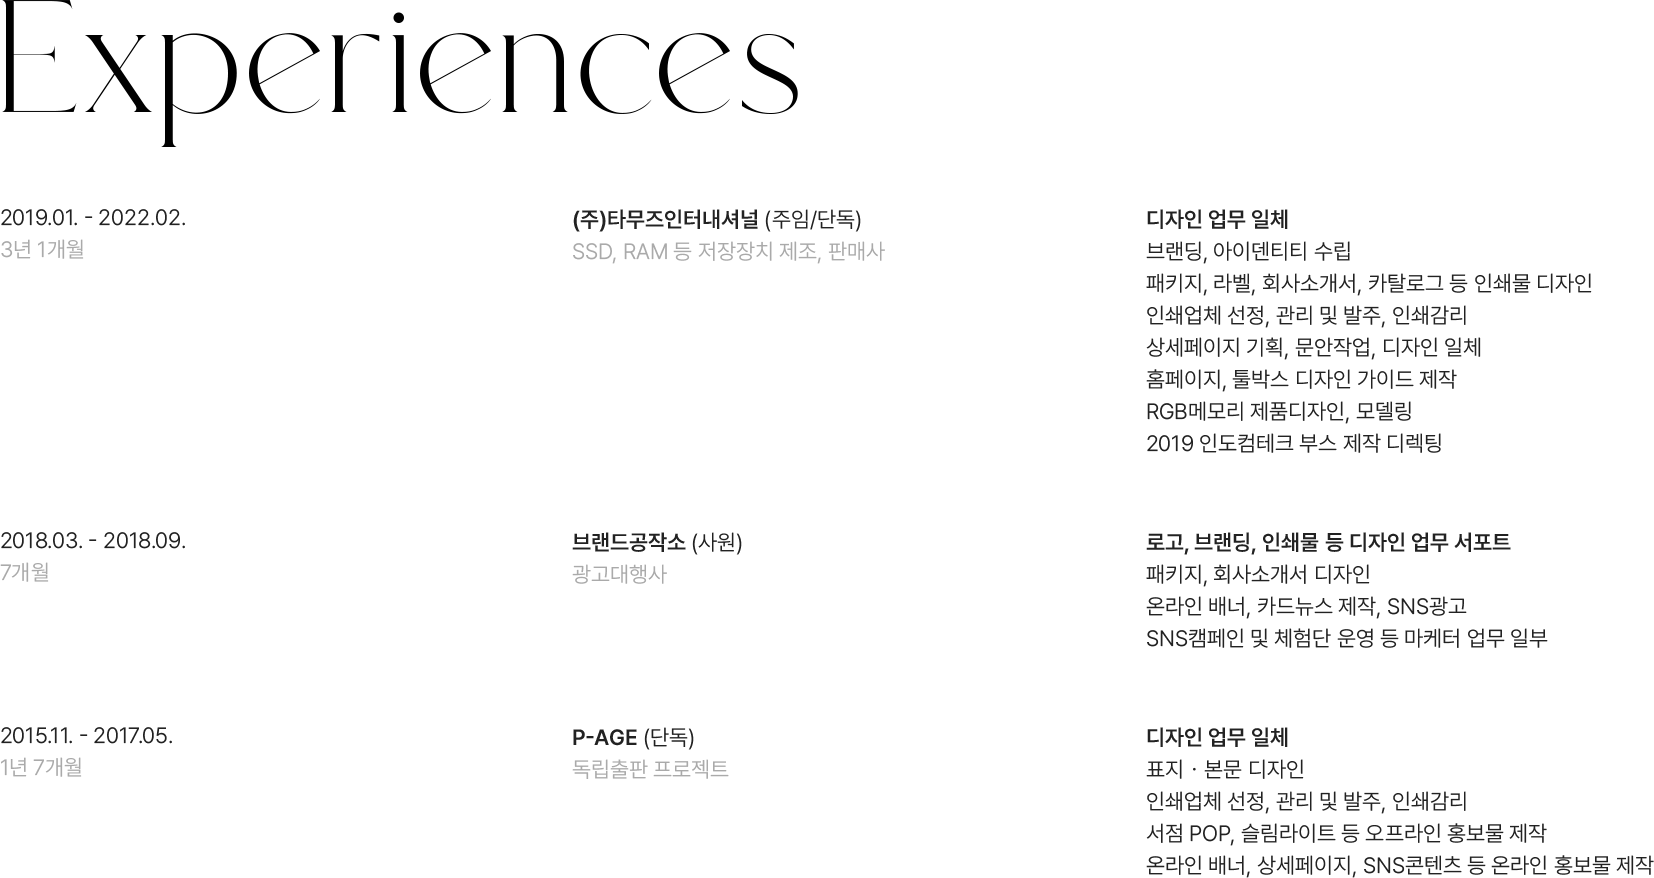 Experiences
2019.01. - 2022.02.
3년 1개월
(주)타무즈인터내셔널 (주임/단독)
SSD, RAM 등 저장장치 제조, 판매사
디자인 업무 일체
브랜딩, 아이덴티티 수립
패키지, 라벨, 회사소개서, 카탈로그 등 인쇄물 디자인
인쇄업체 선정, 관리 및 발주, 인쇄감리
상세페이지 기획, 문안작업, 디자인 일체
홈페이지, 툴박스 디자인 가이드 제작
RGB메모리 제품디자인, 모델링
2019 인도컴테크 부스 제작 디렉팅
2018.03. - 2018.09.
7개월
브랜드공작소 (사원)
광고대행사
로고, 브랜딩, 인쇄물 등 디자인 업무 서포트
패키지, 회사소개서 디자인
온라인 배너, 카드뉴스 제작, SNS광고
SNS캠페인 및 체험단 운영 등 마케터 업무 일부
2015.11. - 2017.05.
1년 7개월
P-AGE (단독)
독립출판 프로젝트
디자인 업무 일체
표지 · 본문 디자인
인쇄업체 선정, 관리 및 발주, 인쇄감리
서점 POP, 슬림라이트 등 오프라인 홍보물 제작
온라인 배너, 상세페이지, SNS콘텐츠 등 온라인 홍보물 제작